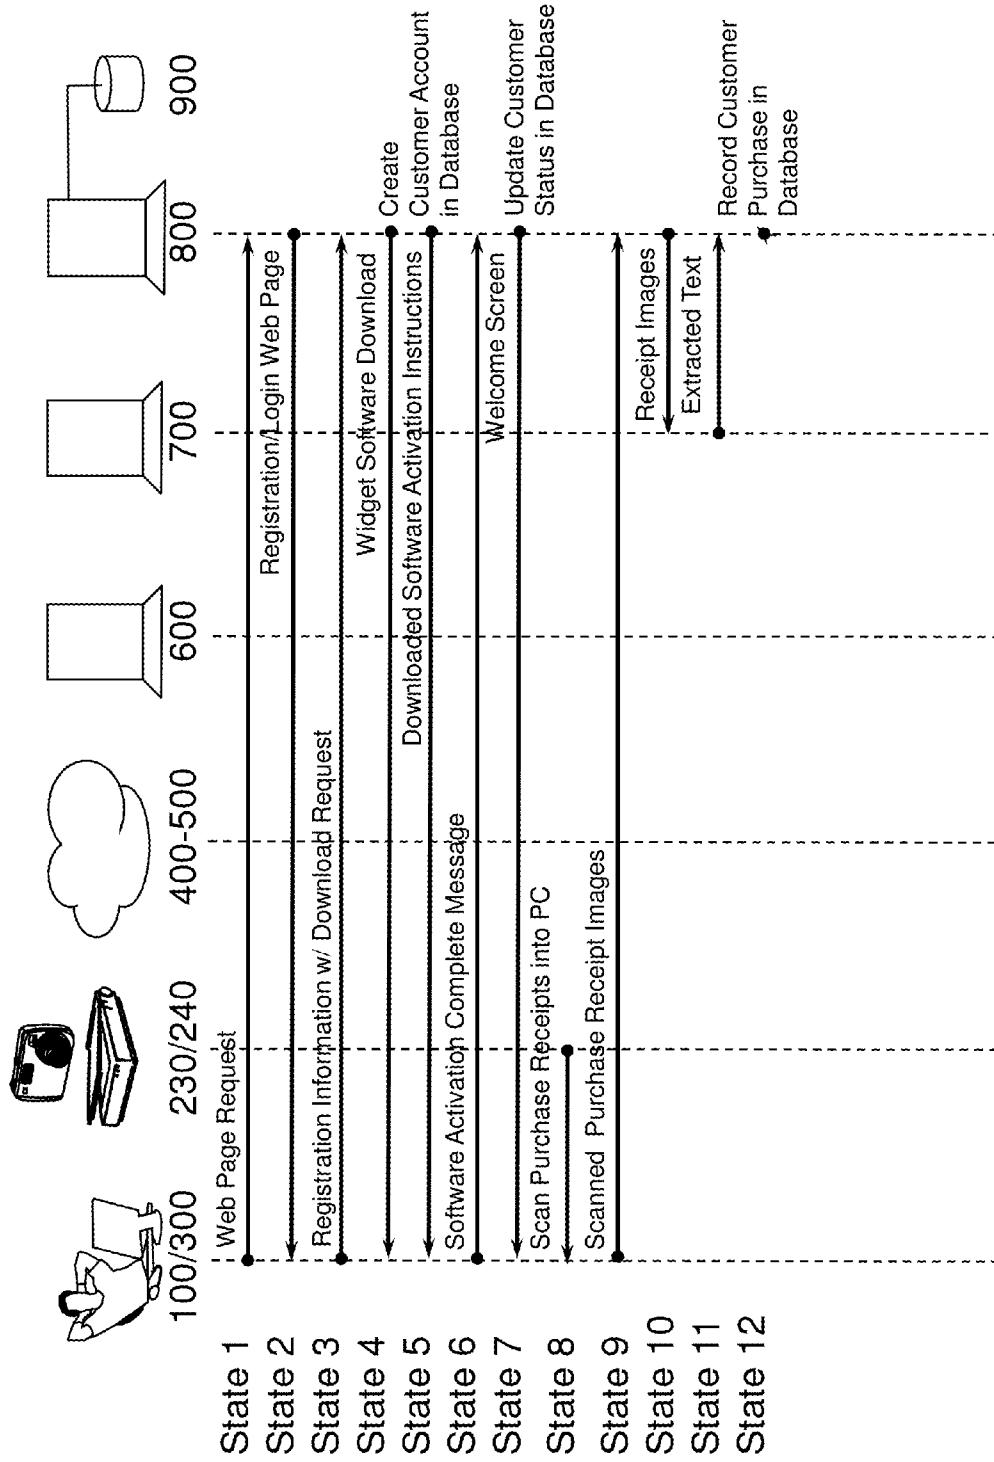 100/300
230/240
400-500
600
700
800
900
State 1
Web Page Request
State 2
Registration/Login Web Page
State 3
Registration Information w/ Download Request
State 4
Widget Software Download
Create
Customer Account
in Database
State 5
Downloaded Software Activation Instructions
State 6
Software Activation Complete Message
State 7
Welcome Screen
Update Customer
Status in Database
State 8
Scan Purchase Receipts into PC
State 9
Scanned Purchase Receipt Images
State 10
Receipt Images
State 11
Extracted Text
State 12
Record Customer
Purchase in
Database